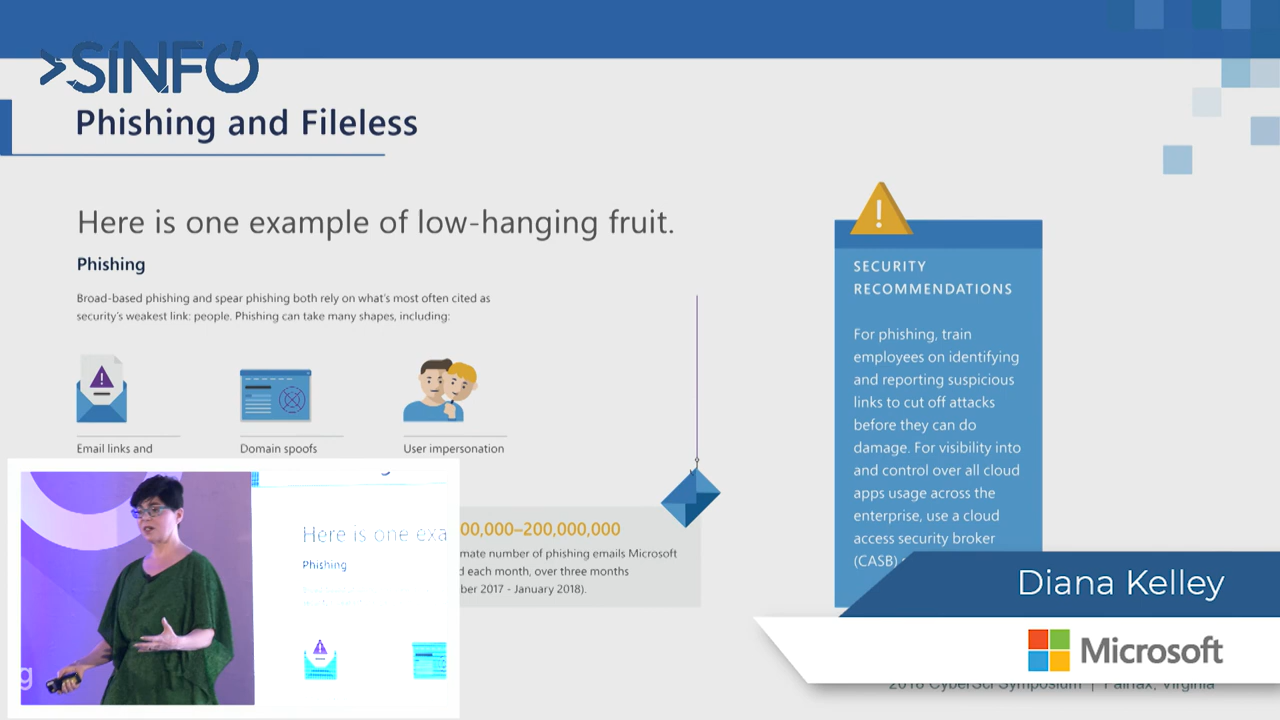 >SINFO
Phishing and Fileless
Here is one example of low-hanging fruit.
Phishing
Broad-based phishing and spear phishing both rely on what's most often cited as
security's weakest link: people. Phishing can take many shapes, including:
Email links and
Domain spoofs
User impersonation
00,000–200,000,000
mate number of phishing emails Microsoft
d each month, over three months
ber 2017 - January 2018).
SECURITY
RECOMMENDATIONS
For phishing, train
employees on identifying
and reporting suspicious
links to cut off attacks
before they can do
damage. For visibility into
and control over all cloud
apps usage across the
enterprise, use a cloud
access security broker
(CASB)
Here is one exa
Phishing
g
Diana Kelley
Microsoft
2018 CyberSci Symposium | Fairfax, Virginia